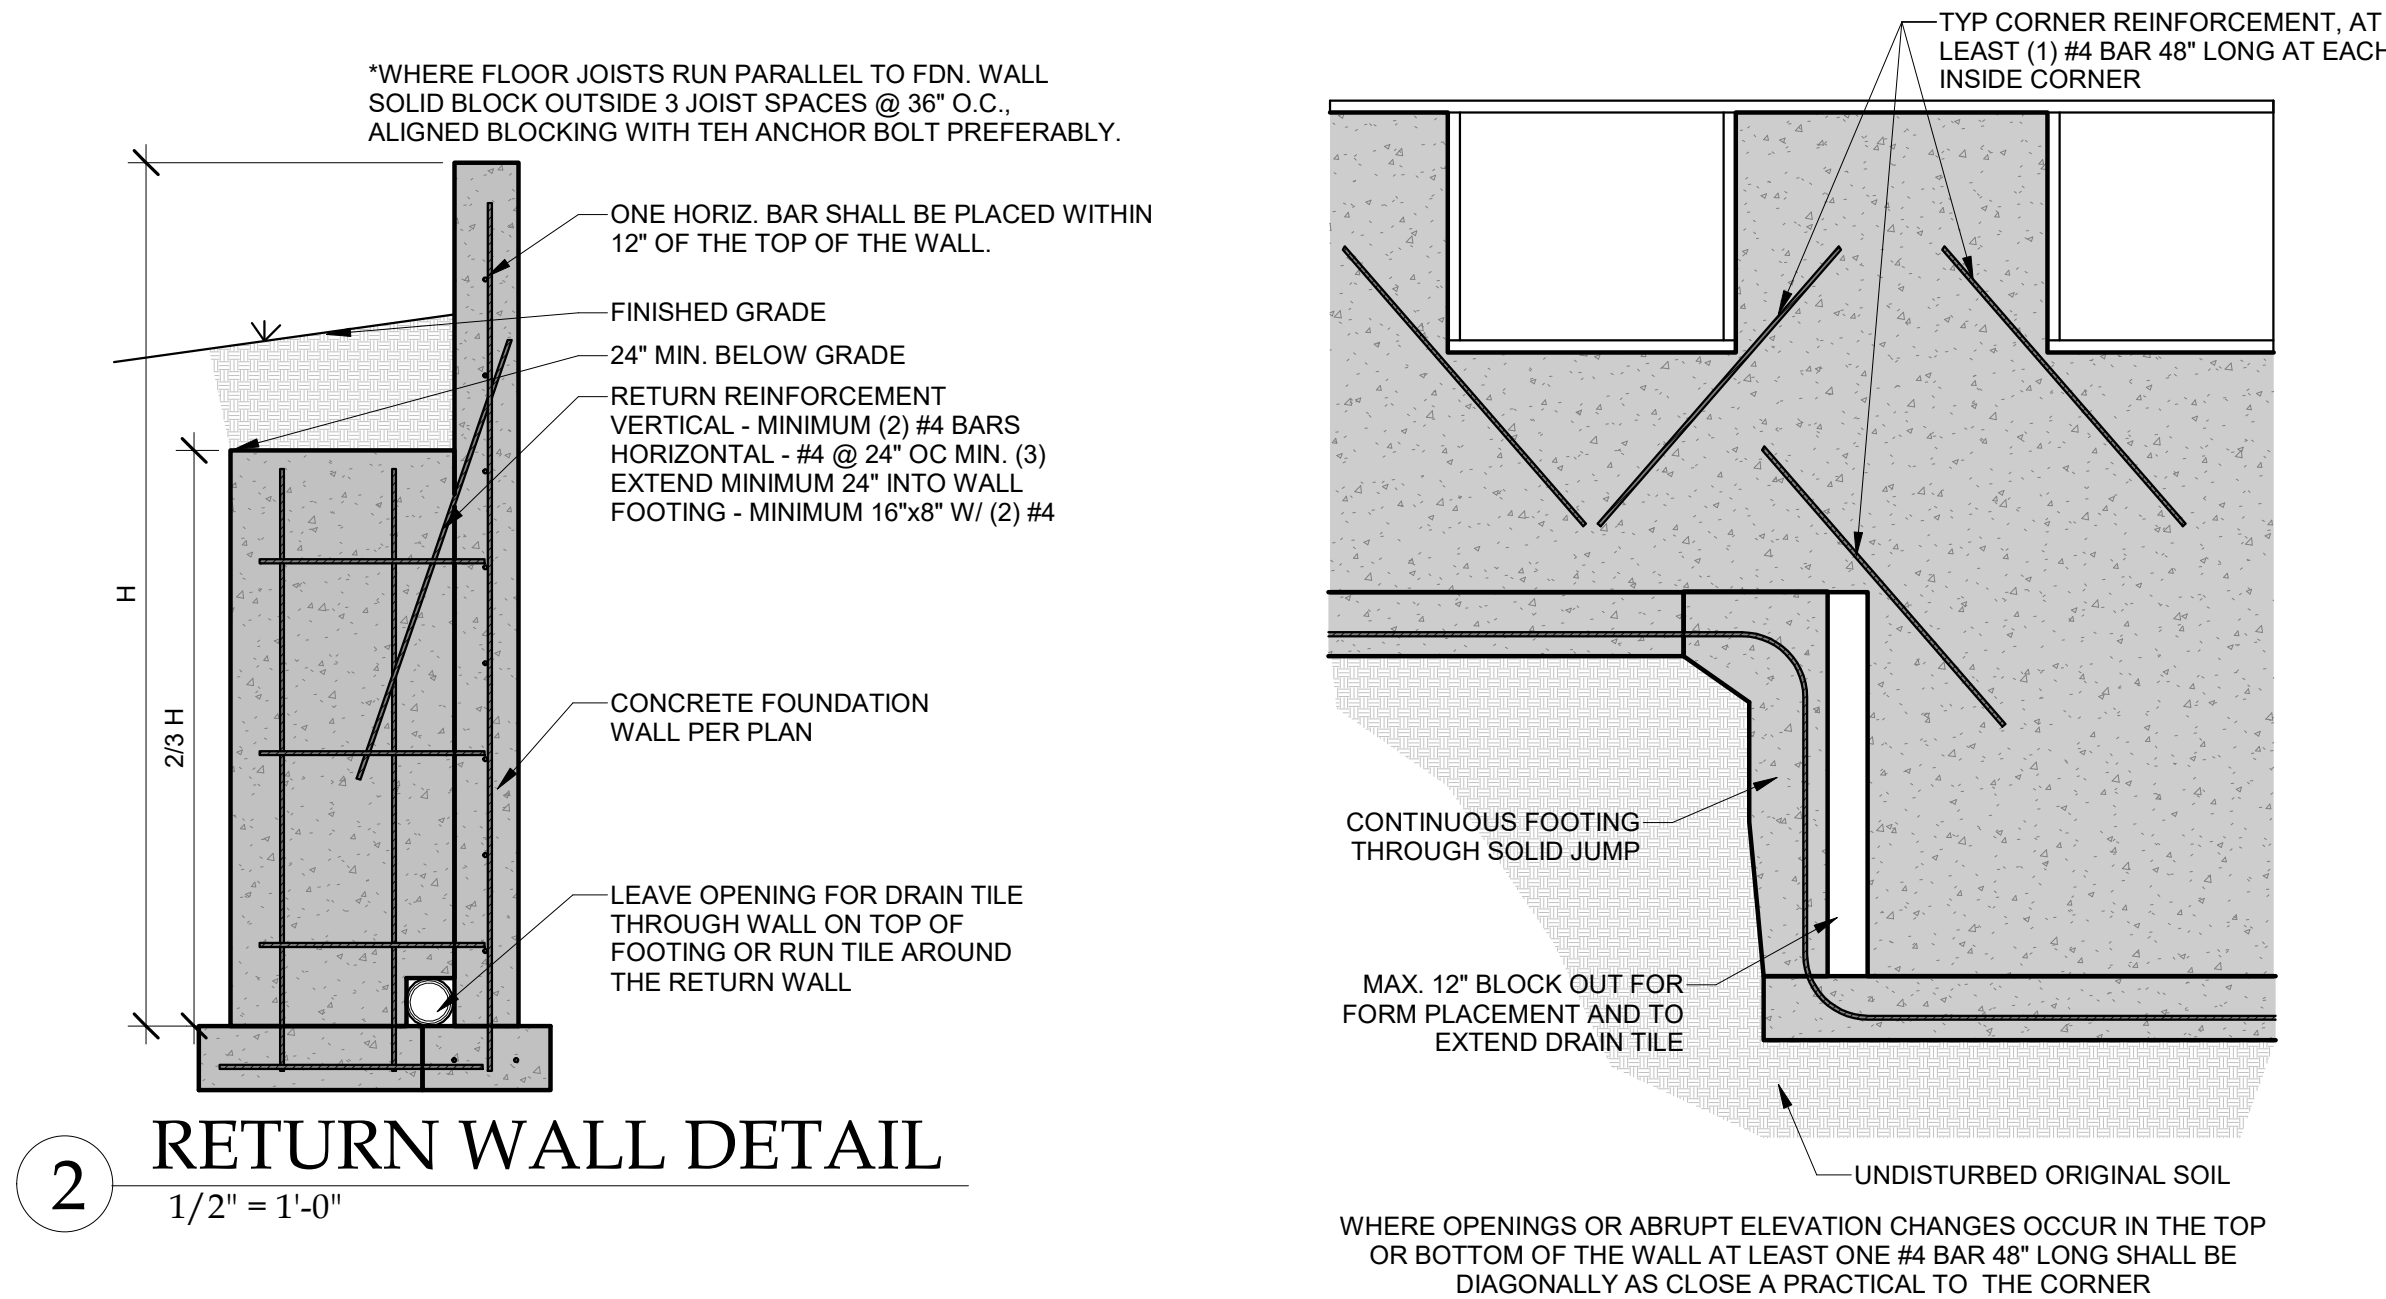 *WHERE FLOOR JOISTS RUN PARALLEL TO FDN. WALL
SOLID BLOCK OUTSIDE 3 JOIST SPACES @ 36" O.C.,
ALIGNED BLOCKING WITH TEH ANCHOR BOLT PREFERABLY.
ONE HORIZ. BAR SHALL BE PLACED WITHIN
12" OF THE TOP OF THE WALL.
FINISHED GRADE
24" MIN. BELOW GRADE
RETURN REINFORCEMENT
VERTICAL - MINIMUM (2) #4 BARS
HORIZONTAL - #4 @ 24" OC MIN. (3)
EXTEND MINIMUM 24" INTO WALL
FOOTING - MINIMUM 16"x8" W/ (2) #4
H
2/3 H
CONCRETE FOUNDATION
WALL PER PLAN
LEAVE OPENING FOR DRAIN TILE
THROUGH WALL ON TOP OF
FOOTING OR RUN TILE AROUND
THE RETURN WALL
2
RETURN WALL DETAIL
1/2" = 1'-0"
TYP CORNER REINFORCEMENT, AT
LEAST (1) #4 BAR 48" LONG AT EACH
INSIDE CORNER
CONTINUOUS FOOTING
THROUGH SOLID JUMP
MAX. 12" BLOCK OUT FOR
FORM PLACEMENT AND TO
EXTEND DRAIN TILE
UNDISTURBED ORIGINAL SOIL
WHERE OPENINGS OR ABRUPT ELEVATION CHANGES OCCUR IN THE TOP
OR BOTTOM OF THE WALL AT LEAST ONE #4 BAR 48" LONG SHALL BE
DIAGONALLY AS CLOSE A PRACTICAL TO THE CORNER